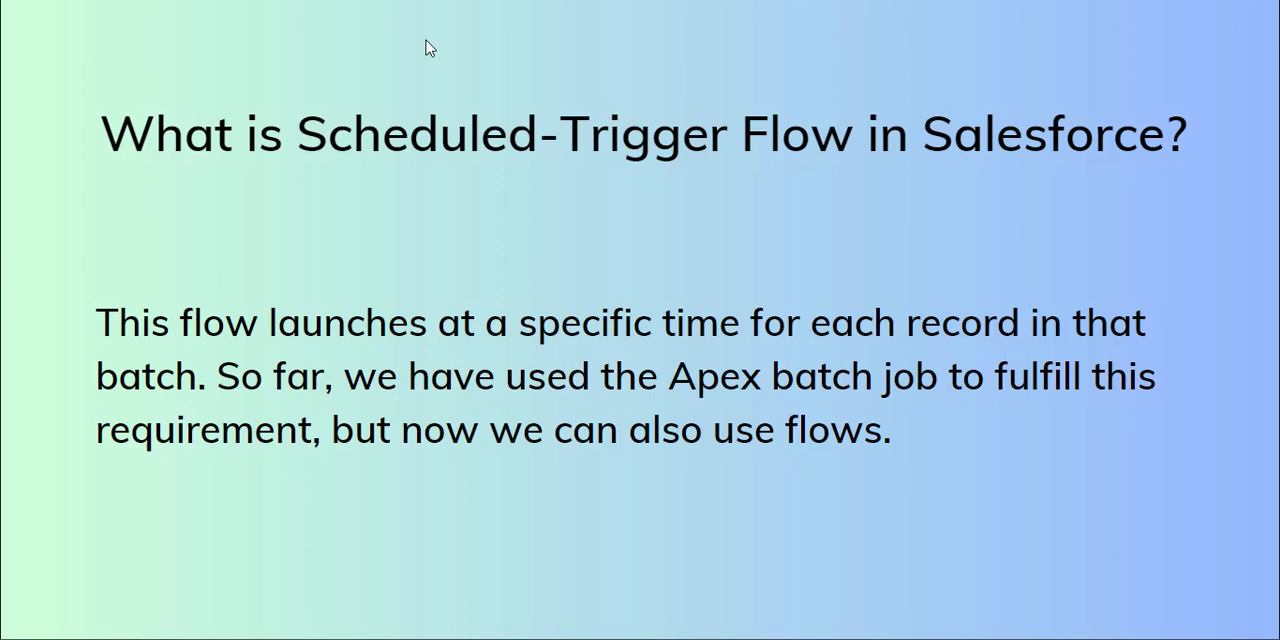 What is Scheduled-Trigger Flow in Salesforce?
This flow launches at a specific time for each record in that
batch. So far, we have used the Apex batch job to fulfill this
requirement, but now we can also use flows.